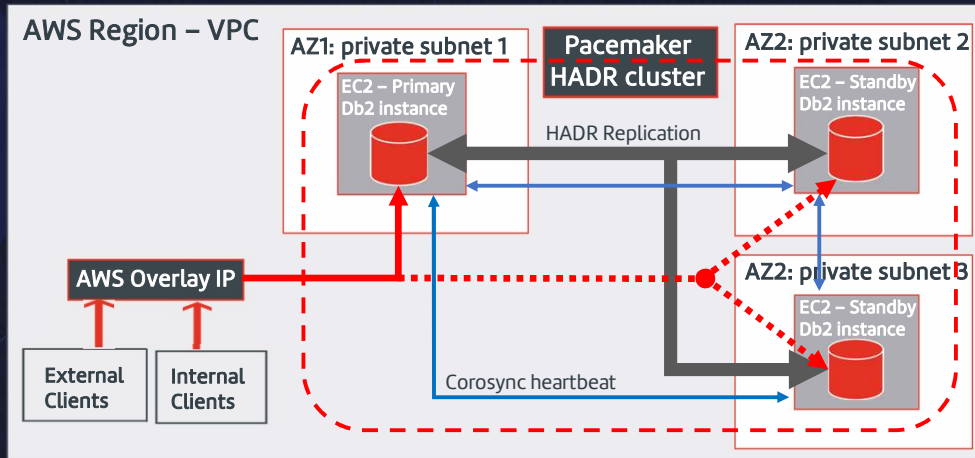 AWS Region – VPC
AZ1: private subnet 1
Pacemaker
HADR cluster
AZ2: private subnet 2
EC2 – Primary
Db2 instance
EC2 – Standby
Db2 instance
HADR Replication
AWS Overlay IP
AZ2: private subnet 3
EC2 – Standby
Db2 instance
External
Clients
Internal
Clients
Corosync heartbeat